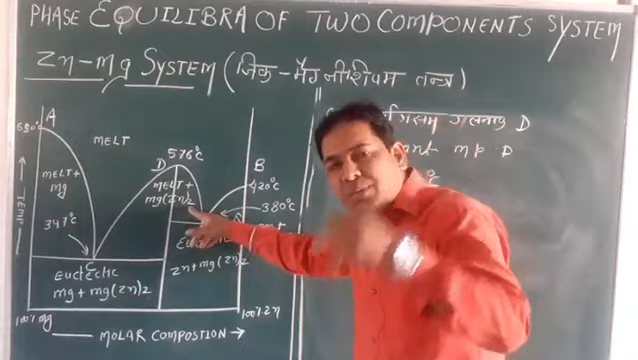 PHASE EQUILIBRA OF TWO COMPONENTS SYSTEM
Zn-Mg SYSTEM (जिंक-मैग्नीशियम तन्त्र)
A
650°C
MELT
576°C
D
B
MELT+
mg
MELT+
mg(Zn)2
420°C
380°C
347°C
TEMP
D
m p. D
°C
EutEctic
E
mg + mg(Zn)2
Zn+mg(Zn)2
100% mg
100% Zn
MOLAR COMPOSTION